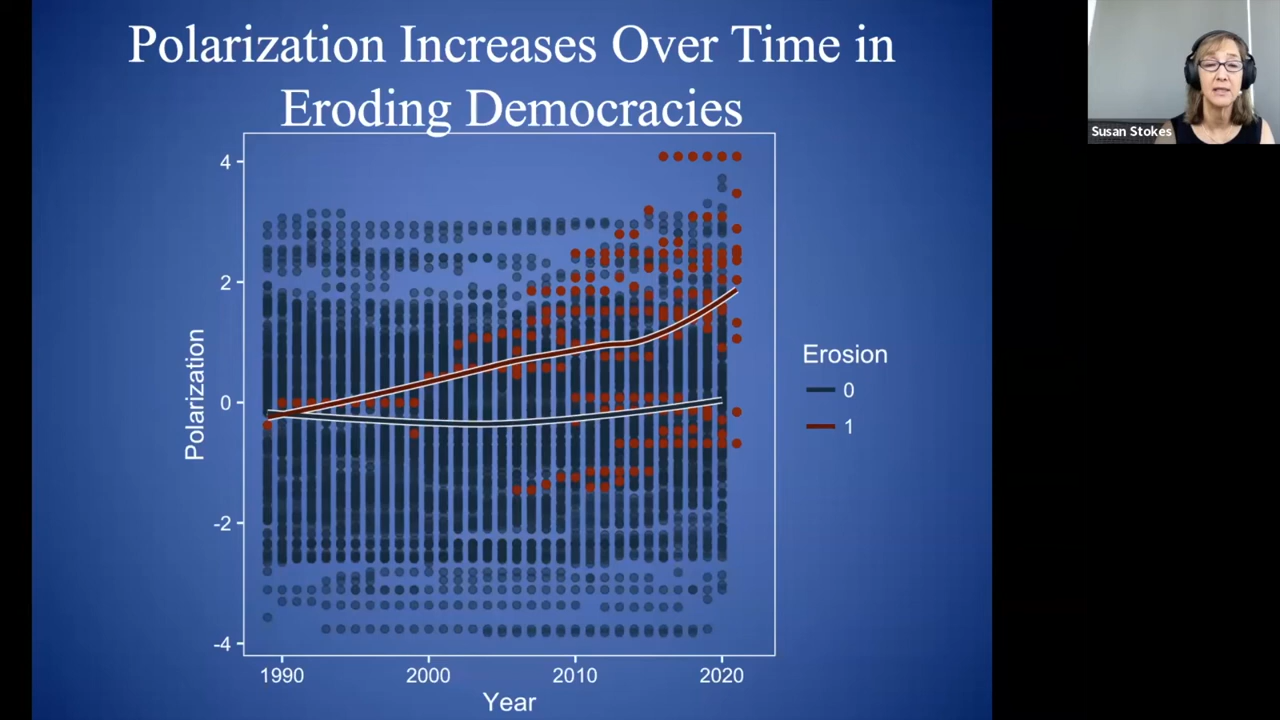 Polarization Increases Over Time in
Eroding Democracies
Susan Stokes
4
2
0
-2
-4
Polarization
1990
2000
2010
2020
Year
Erosion
0
1